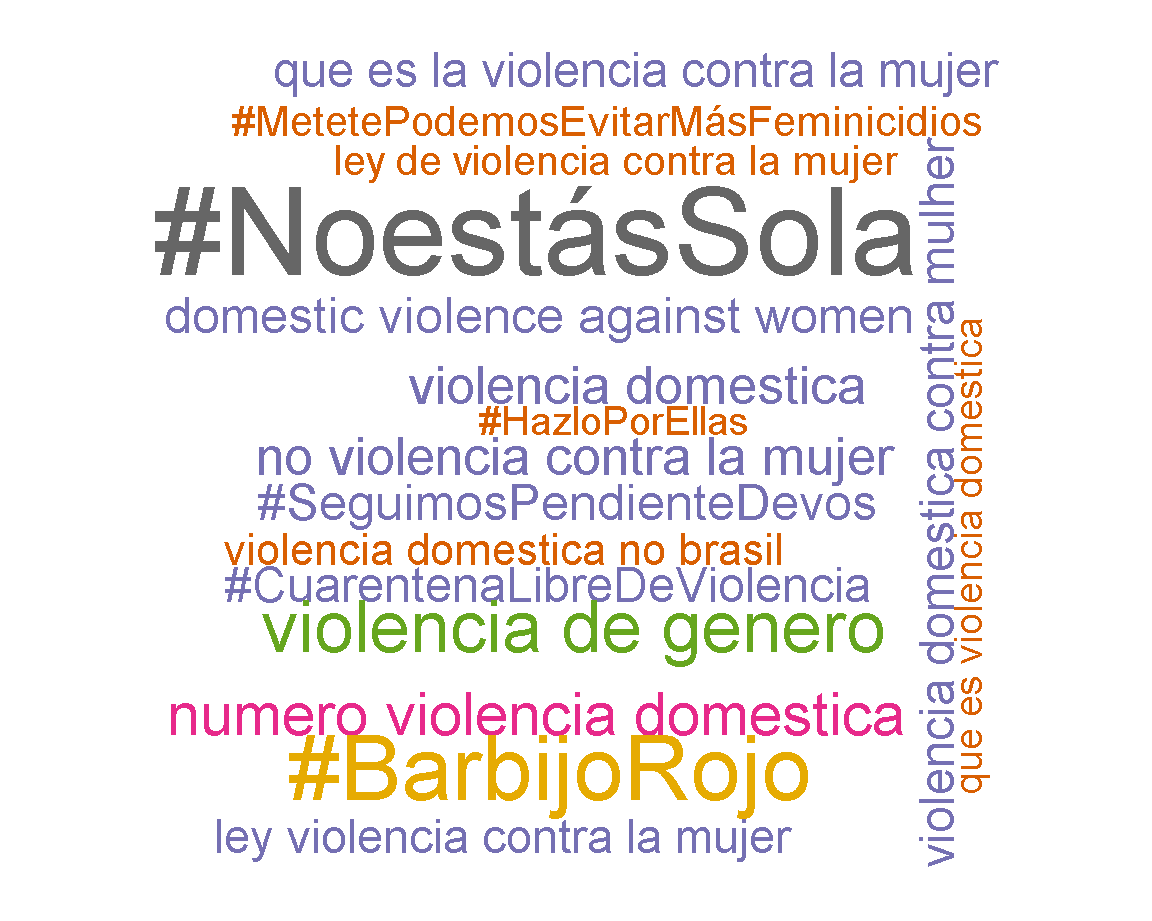 que es la violencia contra la mujer
#MetetePodemosEvitarMásFeminicidios
ley de violencia contra la mujer
#NoestásSola
domestic violence against women
violencia domestica
#HazloPorEllas
no violencia contra la mujer
#SeguimosPendienteDevos
violencia domestica no brasil
#CuarentenaLibreDeViolencia
violencia de genero
numero violencia domestica
#BarbijoRojo
ley violencia contra la mujer
violencia domestica contra mulher
que es violencia domestica